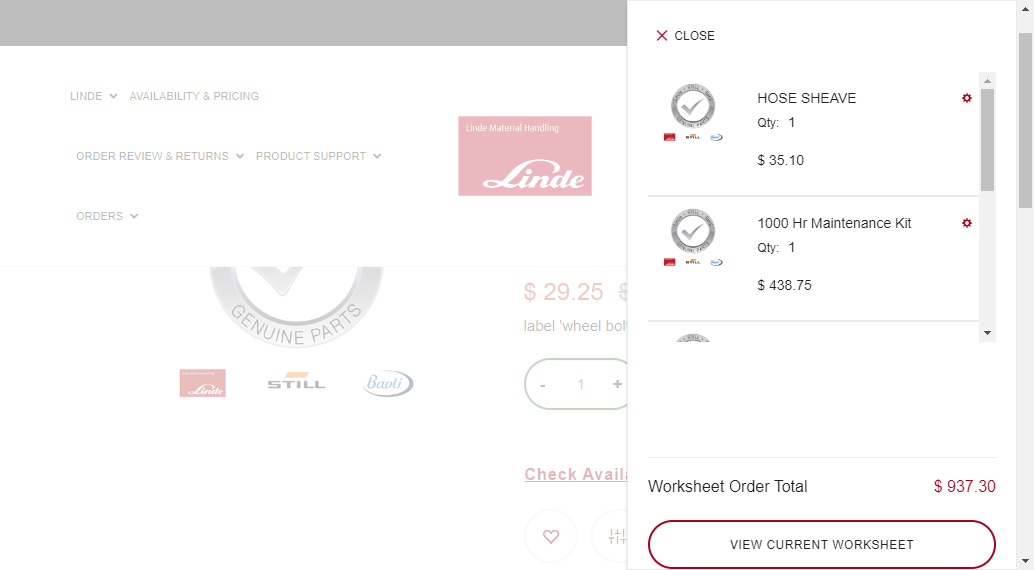 CLOSE
LINDE
AVAILABILITY & PRICING
ORDER REVIEW & RETURNS
PRODUCT SUPPORT
ORDERS
Linde Material Handling
Linde
GENUINE PARTS
Linde
STILL
Baoli
$ 29.25
label 'wheel bol
- 1 +
Check Avail
HOSE SHEAVE
Qty: 1
$ 35.10
1000 Hr Maintenance Kit
Qty: 1
$ 438.75
Worksheet Order Total
$ 937.30
VIEW CURRENT WORKSHEET